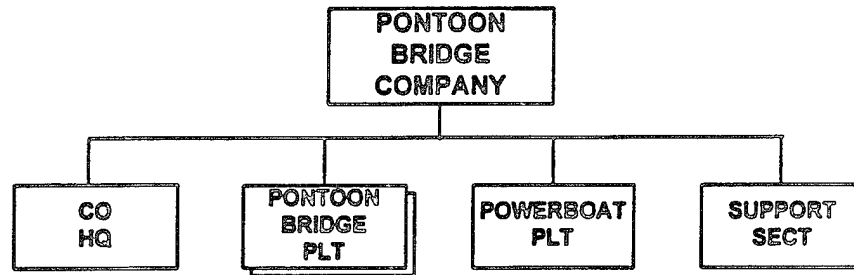 PONTOON
BRIDGE
COMPANY
CO
HQ
PONTOON
BRIDGE
PLT
POWERBOAT
PLT
SUPPORT
SECT